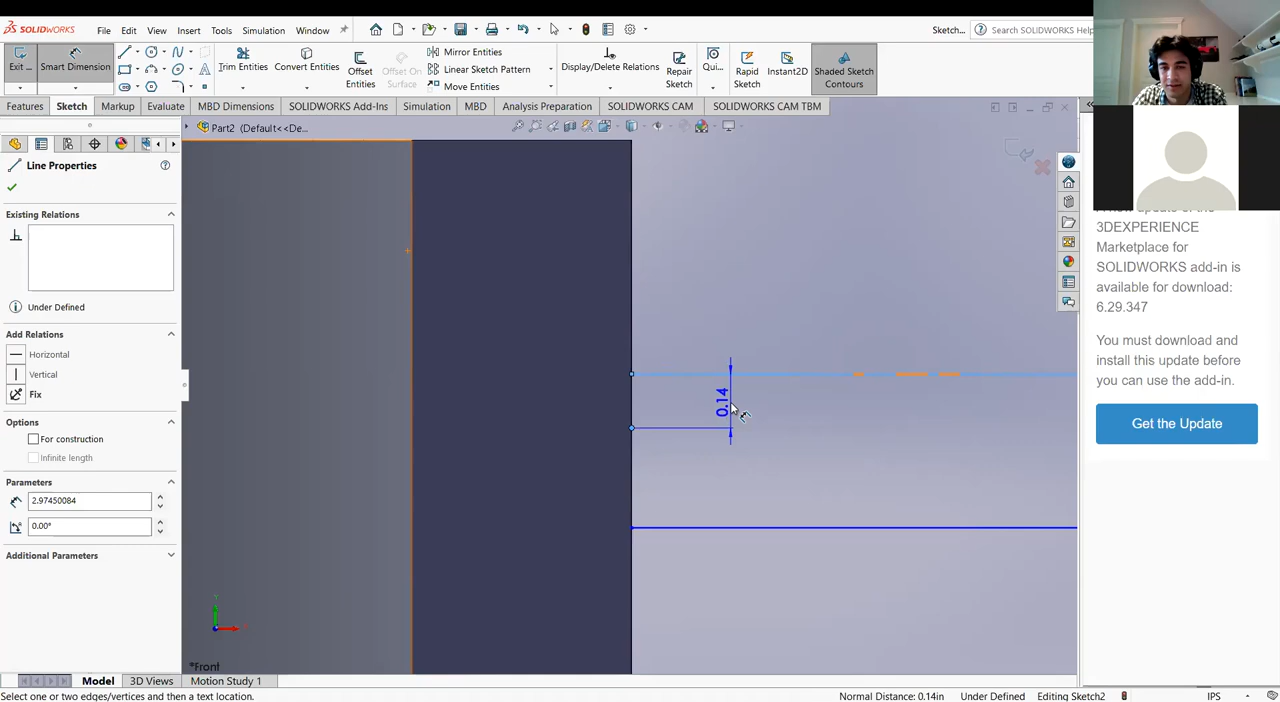 SOLIDWORKS File Edit View Insert Tools Simulation Window Sketch... Search SOLIDWORKS Help
Exit ... Smart Dimension Trim Entities Convert Entities Offset Entities Offset On Surface Mirror Entities Linear Sketch Pattern Move Entities Display/Delete Relations Repair Sketch Qui... Rapid Sketch Instant2D Shaded Sketch Contours
Features Sketch Markup Evaluate MBD Dimensions SOLIDWORKS Add-Ins Simulation MBD Analysis Preparation SOLIDWORKS CAM SOLIDWORKS CAM TBM
Part2 (Default<<De...
Line Properties
Existing Relations
Under Defined
Add Relations
Horizontal
Vertical
Fix
Options
For construction
Infinite length
Parameters
2.97450084
0.00°
Additional Parameters
0.14
*Front
update of the
3DEXPERIENCE
Marketplace for
SOLIDWORKS add-in is
available for download:
6.29.347
You must download and
install this update before
you can use the add-in.
Get the Update
Model 3D Views Motion Study 1
Select one or two edges/vertices and then a text location. Normal Distance: 0.14in Under Defined Editing Sketch2 IPS